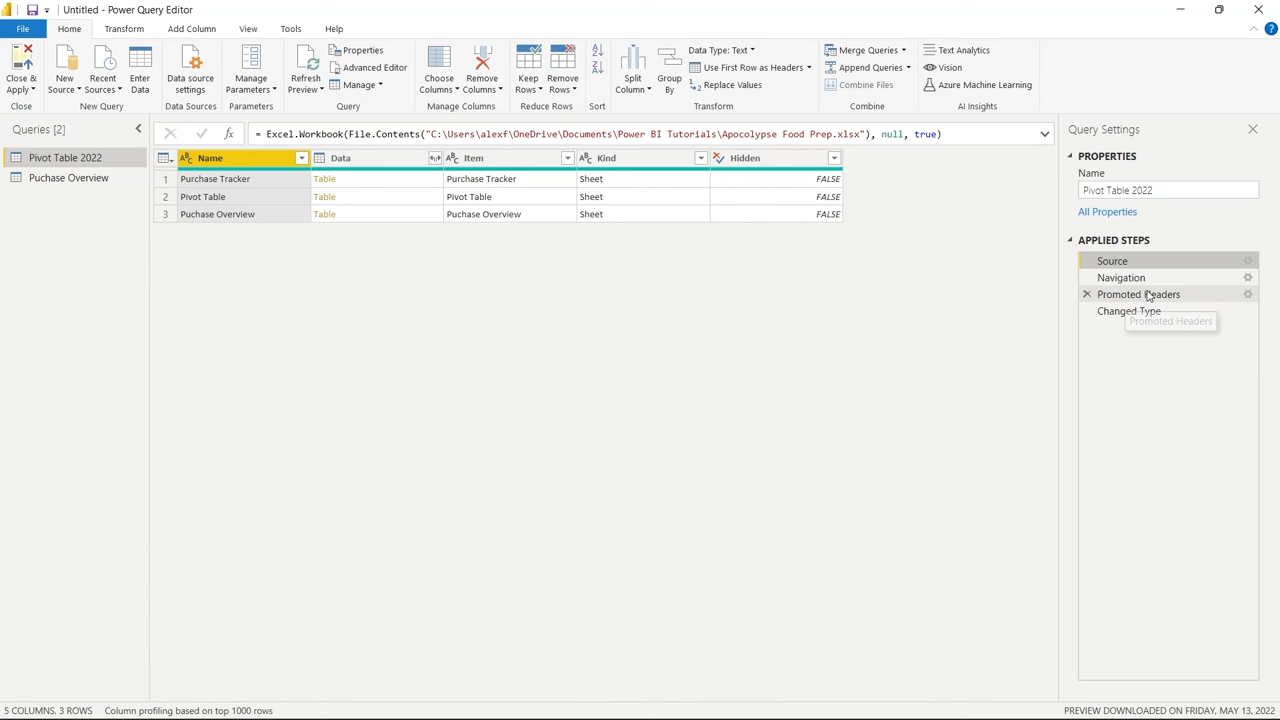 Untitled - Power Query Editor
File Home Transform Add Column View Tools Help
Close & Apply
New Source
Recent Sources
Enter Data
Data source settings
Manage Parameters
Refresh Preview
Properties
Advanced Editor
Manage
Choose Columns
Remove Columns
Keep Rows
Remove Rows
Split Column
Group By
Data Type: Text
Use First Row as Headers
Replace Values
Merge Queries
Append Queries
Combine Files
Text Analytics
Vision
Azure Machine Learning
Close New Query Data Sources Parameters Query Manage Columns Reduce Rows Sort Transform Combine AI Insights
Queries [2]
Pivot Table 2022
Puchase Overview
fx = Excel.Workbook(File.Contents("C:\Users\alexf\OneDrive\Documents\Power BI Tutorials\Apocolypse Food Prep.xlsx"), null, true)
Name Data Item Kind Hidden
1 Purchase Tracker Table Purchase Tracker Sheet FALSE
2 Pivot Table Table Pivot Table Sheet FALSE
3 Puchase Overview Table Puchase Overview Sheet FALSE
Query Settings
PROPERTIES
Name
Pivot Table 2022
All Properties
APPLIED STEPS
Source
Navigation
Promoted Headers
Changed Type
Promoted Headers
5 COLUMNS, 3 ROWS Column profiling based on top 1000 rows
PREVIEW DOWNLOADED ON FRIDAY, MAY 13, 2022